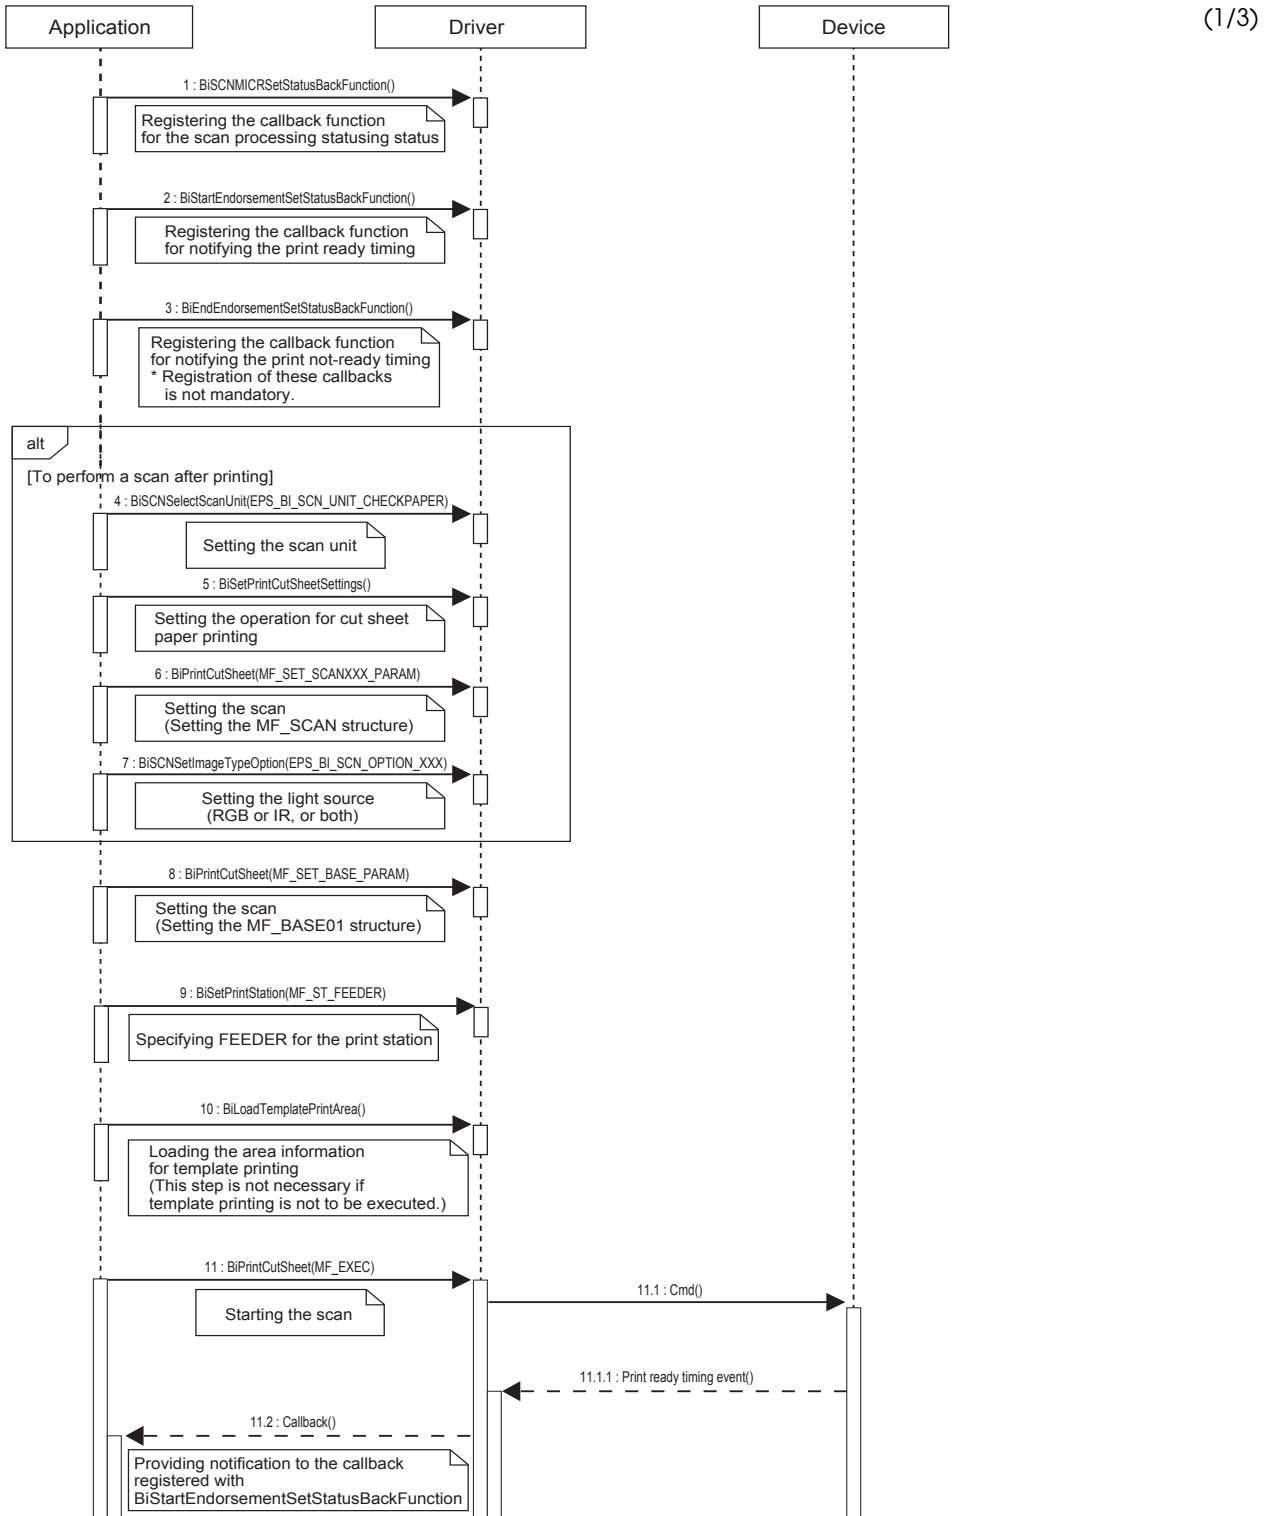 Application
Driver
Device
(1/3)
1 : BiSCNMICRSetStatusBackFunction()
Registering the callback function
for the scan processing statusing status
2 : BiStartEndorsementSetStatusBackFunction()
Registering the callback function
for notifying the print ready timing
3 : BiEndEndorsementSetStatusBackFunction()
Registering the callback function
for notifying the print not-ready timing
* Registration of these callbacks
is not mandatory.
alt
[To perform a scan after printing]
4 : BiSCNSelectScanUnit(EPS_BI_SCN_UNIT_CHECKPAPER)
Setting the scan unit
5 : BiSetPrintCutSheetSettings()
Setting the operation for cut sheet
paper printing
6 : BiPrintCutSheet(MF_SET_SCANXXX_PARAM)
Setting the scan
(Setting the MF_SCAN structure)
7 : BiSCNSetImageTypeOption(EPS_BI_SCN_OPTION_XXX)
Setting the light source
(RGB or IR, or both)
8 : BiPrintCutSheet(MF_SET_BASE_PARAM)
Setting the scan
(Setting the MF_BASE01 structure)
9 : BiSetPrintStation(MF_ST_FEEDER)
Specifying FEEDER for the print station
10 : BiLoadTemplatePrintArea()
Loading the area information
for template printing
(This step is not necessary if
template printing is not to be executed.)
11 : BiPrintCutSheet(MF_EXEC)
Starting the scan
11.1 : Cmd()
11.1.1 : Print ready timing event()
11.2 : Callback()
Providing notification to the callback
registered with
BiStartEndorsementSetStatusBackFunction